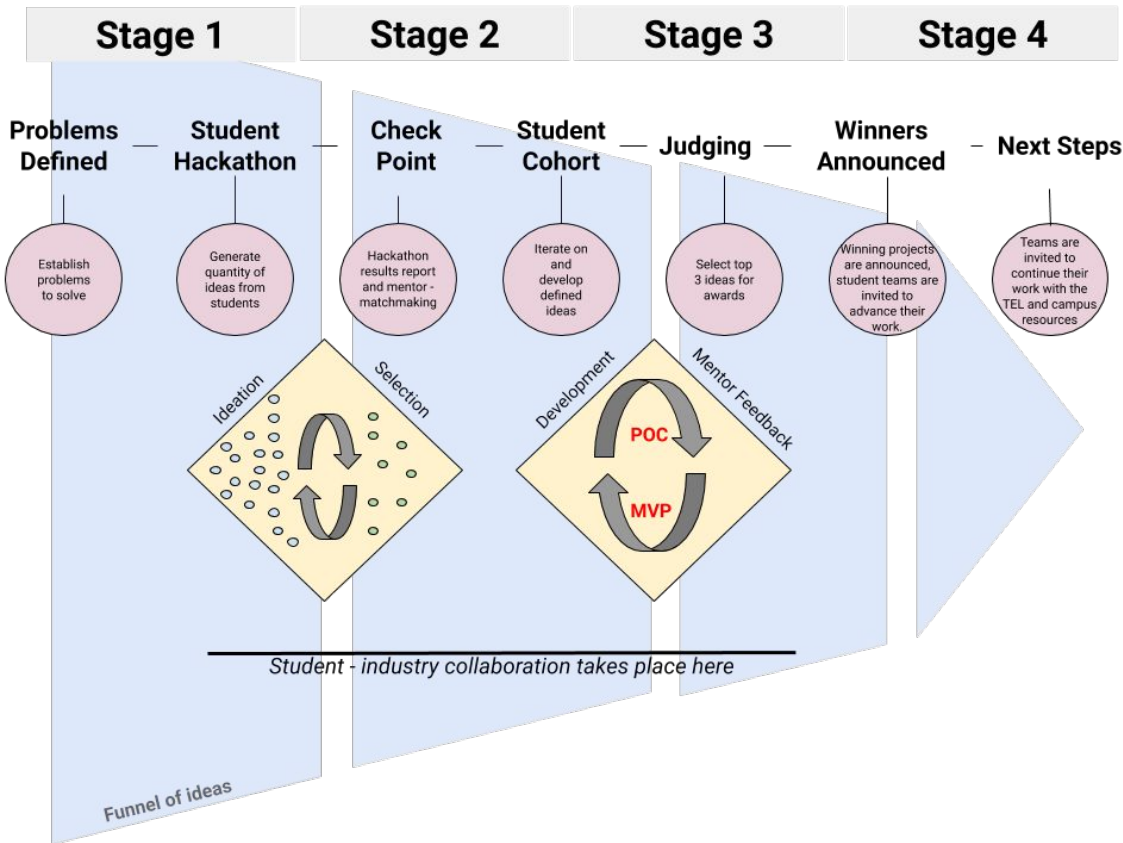 Stage 1
Stage 2
Stage 3
Stage 4
Problems
Defined
Student
Hackathon
Check
Point
Student
Cohort
Judging
Winners
Announced
Next Steps
Establish
problems
to solve
Generate
quantity of
ideas from
students
Hackathon
results report
and mentor -
matchmaking
Iterate on
and
develop
defined
ideas
Select top
3 ideas for
awards
Winning projects
are announced,
student teams are
invited to
advance their
work.
Teams are
invited to
continue their
work with the
TEL and campus
resources
Ideation
Selection
Development
Mentor Feedback
POC
MVP
Student - industry collaboration takes place here
Funnel of ideas